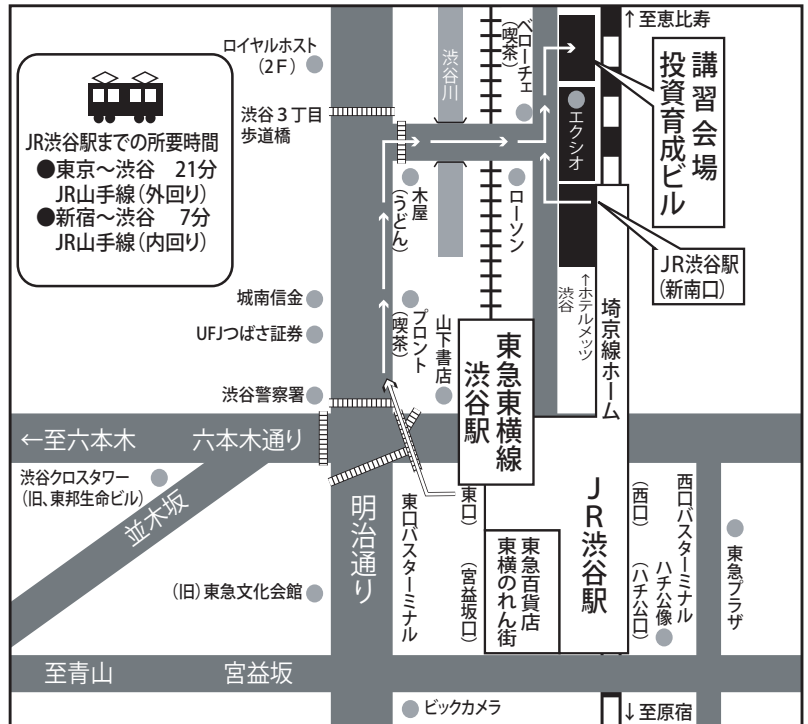 ↑至恵比寿
ロイヤルホスト
(2F)
渋谷川
ベローチェ
(喫茶)
講習会場
投資育成ビル
JR渋谷駅までの所要時間
●東京〜渋谷 21分
JR山手線(外回り)
●新宿〜渋谷 7分
JR山手線(内回り)
渋谷3丁目
歩道橋
エクシオ
木屋
(うどん)
ローソン
JR渋谷駅
(新南口)
←ホテルメッツ
渋谷
埼京線ホーム
城南信金
UFJつばさ証券
渋谷警察署
プロント
(喫茶)
山下書店
東急東横線
渋谷駅
←至六本木 六本木通り
渋谷クロスタワー
(旧、東邦生命ビル)
並木坂
明治通り
東口バスターミナル
(東口)
(宮益坂口)
東急百貨店
東横のれん街
JR渋谷駅
(西口)
(ハチ公口)
西口バスターミナル
ハチ公像
東急プラザ
(旧)東急文化会館
至青山 宮益坂
ビックカメラ
↓至原宿